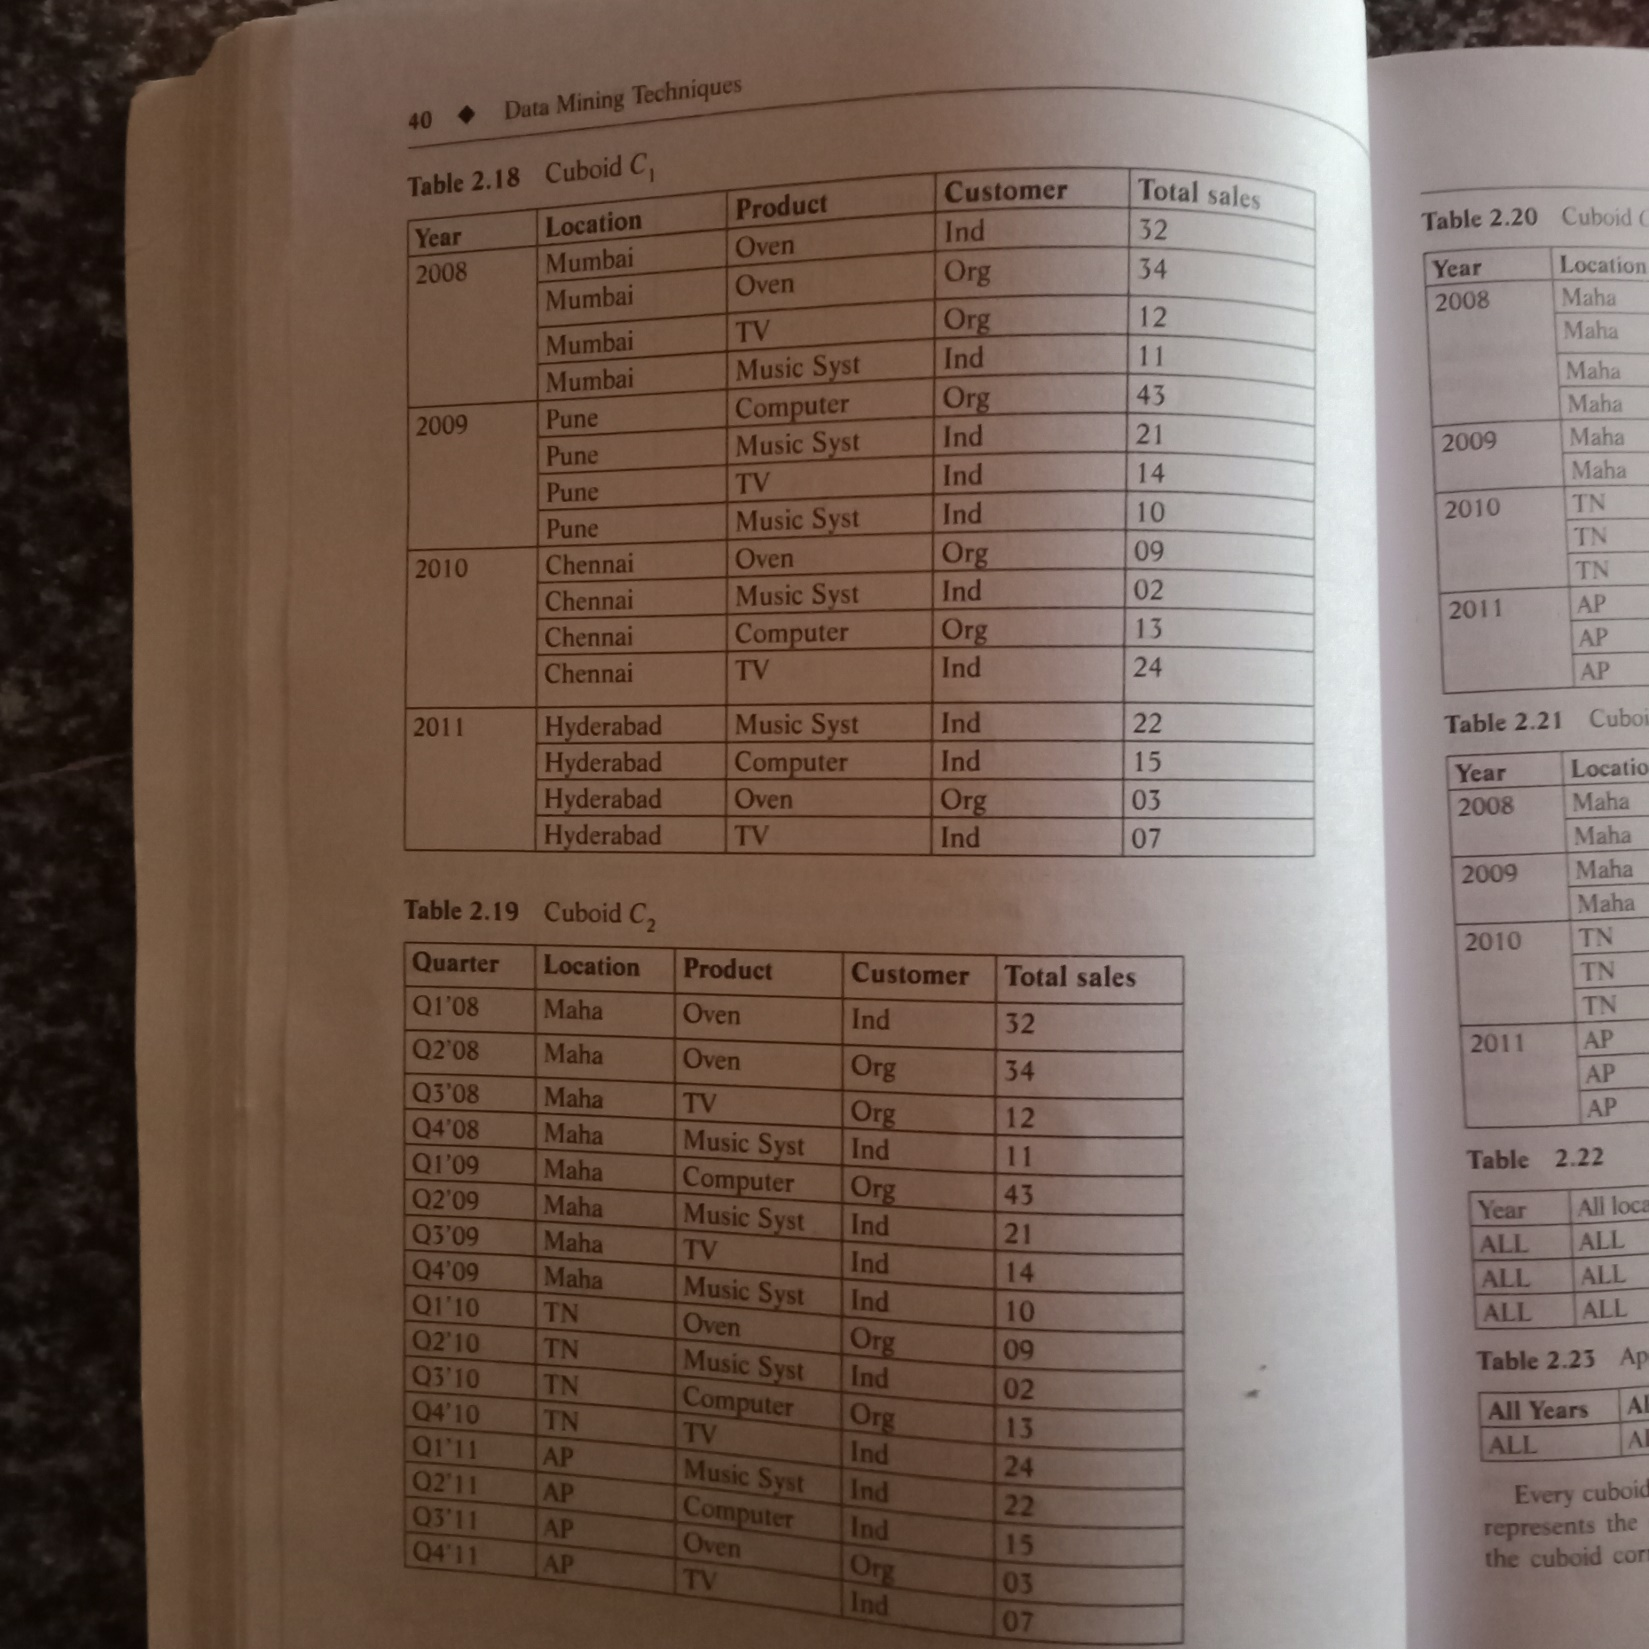 40 ◆ Data Mining Techniques
Table 2.18 Cuboid C1
Year Location Product Customer Total sales
2008 Mumbai Oven Ind 32
Mumbai Oven Org 34
Mumbai TV Org 12
Mumbai Music Syst Ind 11
2009 Pune Computer Org 43
Pune Music Syst Ind 21
Pune TV Ind 14
Pune Music Syst Ind 10
2010 Chennai Oven Org 09
Chennai Music Syst Ind 02
Chennai Computer Org 13
Chennai TV Ind 24
2011 Hyderabad Music Syst Ind 22
Hyderabad Computer Ind 15
Hyderabad Oven Org 03
Hyderabad TV Ind 07
Table 2.19 Cuboid C2
Quarter Location Product Customer Total sales
Q1'08 Maha Oven Ind 32
Q2'08 Maha Oven Org 34
Q3'08 Maha TV Org 12
Q4'08 Maha Music Syst Ind 11
Q1'09 Maha Computer Org 43
Q2'09 Maha Music Syst Ind 21
Q3'09 Maha TV Ind 14
Q4'09 Maha Music Syst Ind 10
Q1'10 TN Oven Org 09
Q2'10 TN Music Syst Ind 02
Q3'10 TN Computer Org 13
Q4'10 TN TV Ind 24
Q1'11 AP Music Syst Ind 22
Q2'11 AP Computer Ind 15
Q3'11 AP Oven Org 03
Q4'11 AP TV Ind 07
Table 2.20 Cuboid
Year Location
2008 Maha
Maha
Maha
Maha
2009 Maha
Maha
2010 TN
TN
TN
2011 AP
AP
AP
Table 2.21
Year
2008 Maha
Maha
2009 Maha
Maha
2010 TN
TN
TN
2011 AP
AP
AP
Table 2.22
Year All
ALL ALL
ALL ALL
ALL ALL
Table 2.23
All Years
ALL
Every
represents the
the cuboid